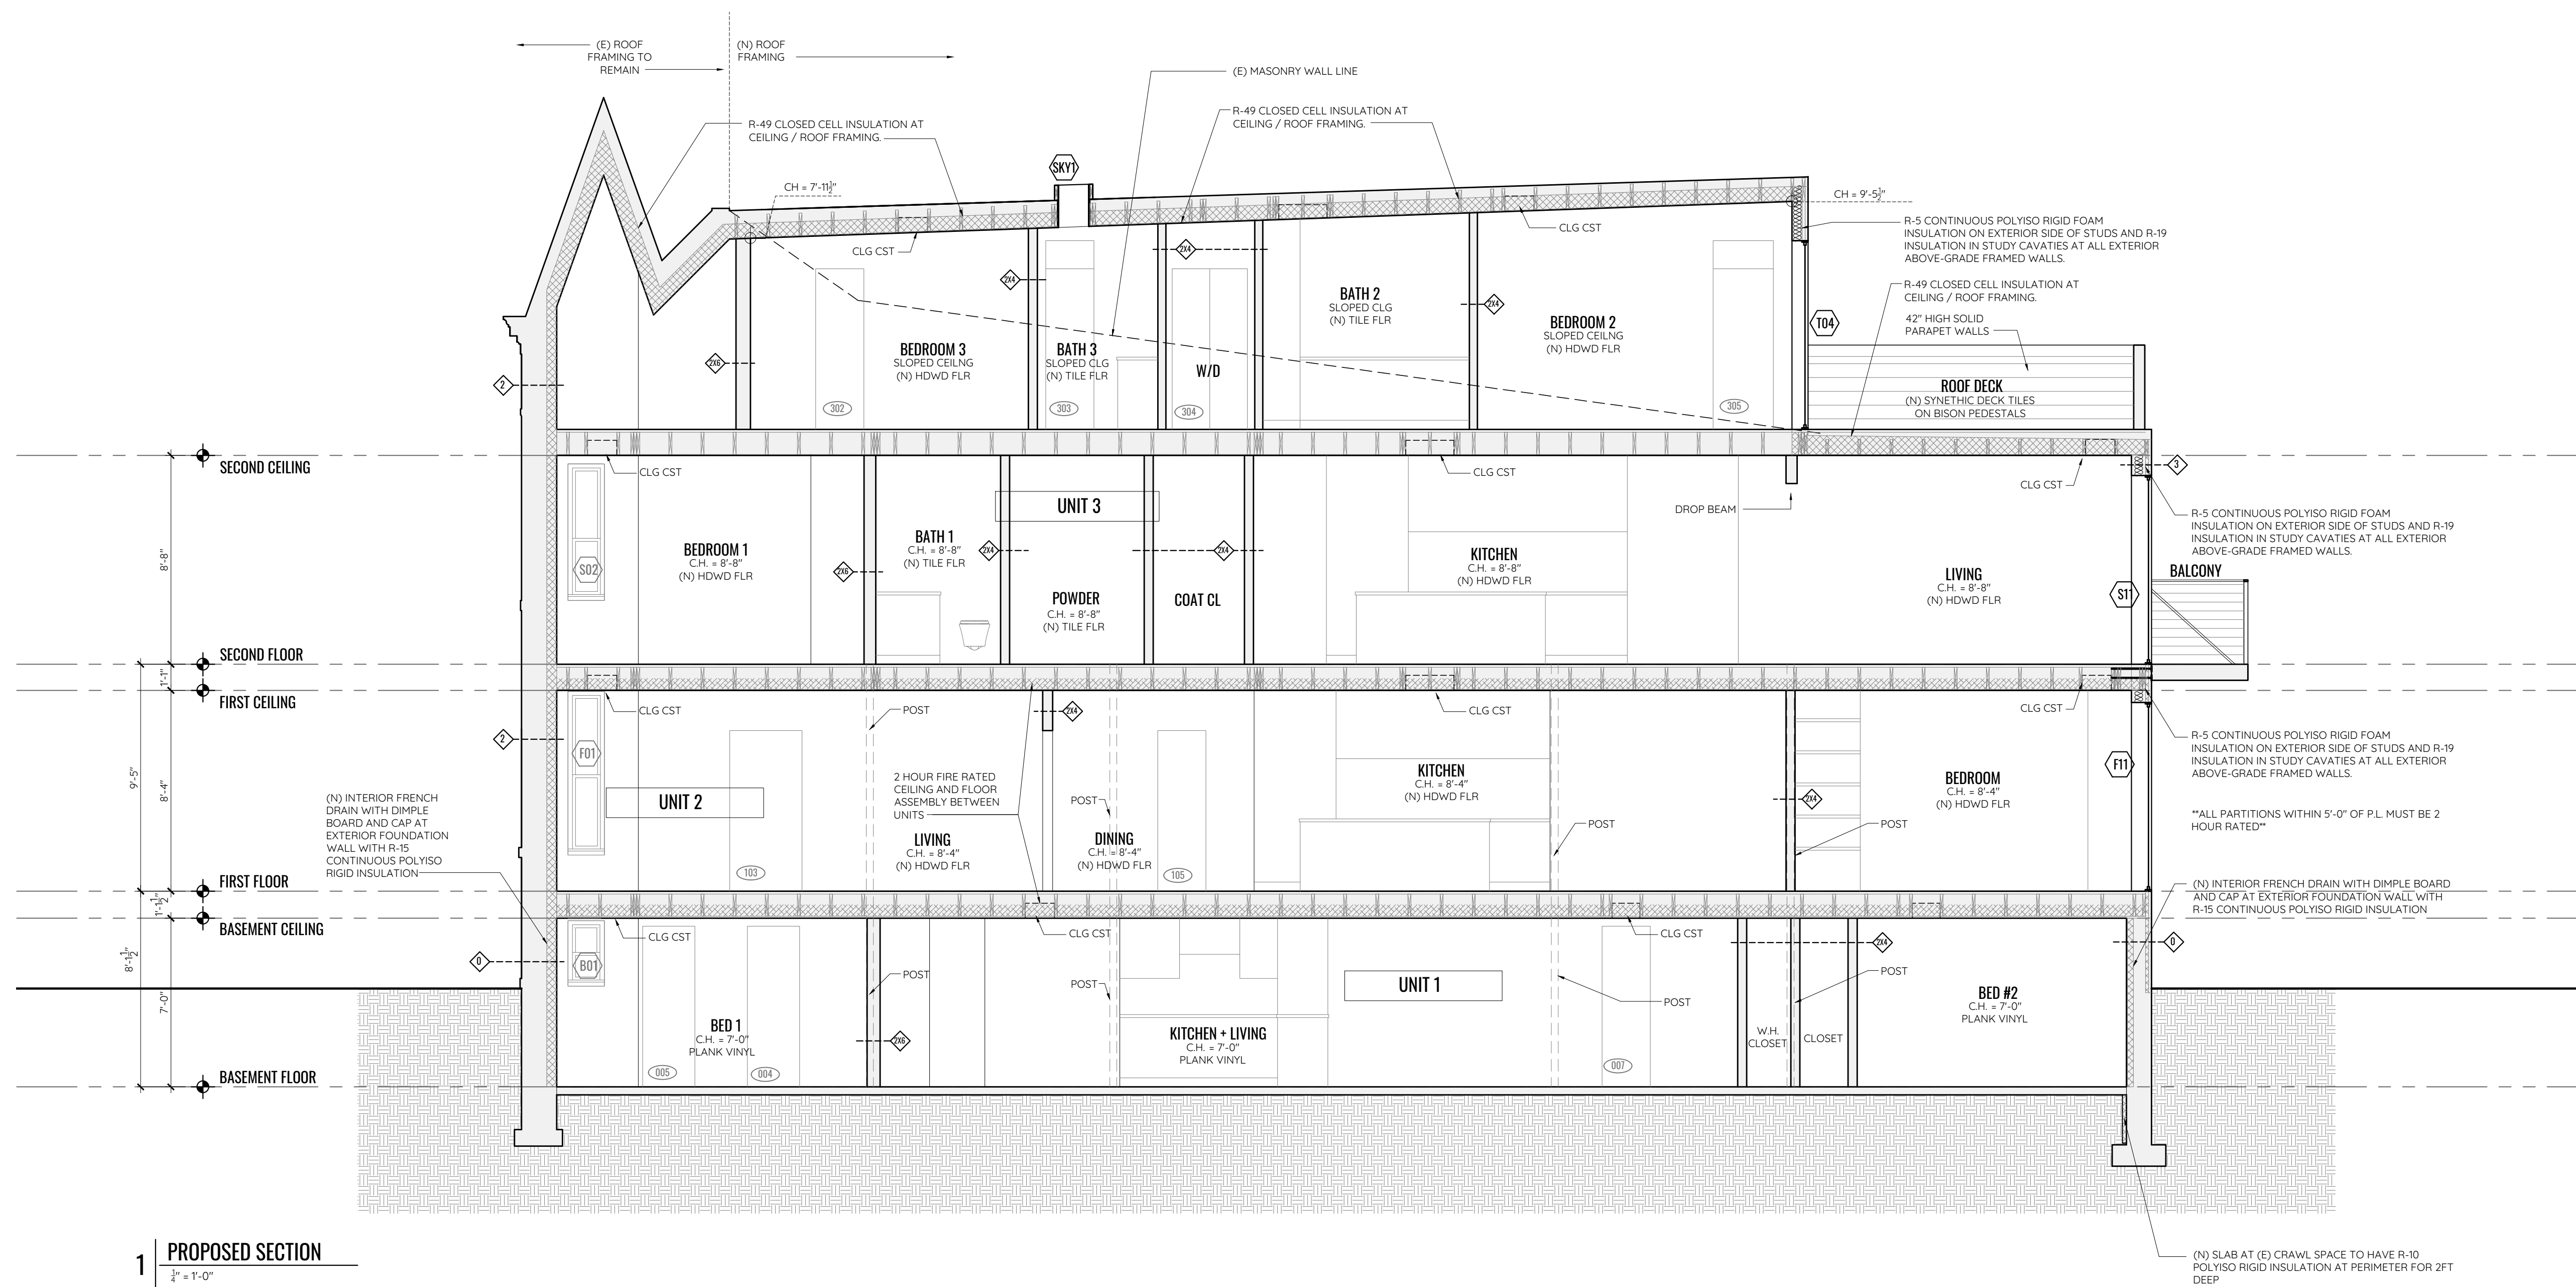 (E) ROOF
FRAMING TO
REMAIN
(N) ROOF
FRAMING
(E) MASONRY WALL LINE
R-49 CLOSED CELL INSULATION AT
CEILING / ROOF FRAMING.
R-49 CLOSED CELL INSULATION AT
CEILING / ROOF FRAMING.
SKY1
CH = 7'-11½"
CH = 9'-5½"
R-5 CONTINUOUS POLYISO RIGID FOAM
INSULATION ON EXTERIOR SIDE OF STUDS AND R-19
INSULATION IN STUDY CAVATIES AT ALL EXTERIOR
ABOVE-GRADE FRAMED WALLS.
CLG CST
CLG CST
2X4
2X4
2X4
2X6
2
R-49 CLOSED CELL INSULATION AT
CEILING / ROOF FRAMING.
42" HIGH SOLID
PARAPET WALLS
T04
BEDROOM 3
SLOPED CEILNG
(N) HDWD FLR
BATH 3
SLOPED CLG
(N) TILE FLR
W/D
BATH 2
SLOPED CLG
(N) TILE FLR
BEDROOM 2
SLOPED CEILNG
(N) HDWD FLR
ROOF DECK
(N) SYNETHIC DECK TILES
ON BISON PEDESTALS
302
303
304
305
SECOND CEILING
CLG CST
CLG CST
CLG CST
3
UNIT 3
DROP BEAM
R-5 CONTINUOUS POLYISO RIGID FOAM
INSULATION ON EXTERIOR SIDE OF STUDS AND R-19
INSULATION IN STUDY CAVATIES AT ALL EXTERIOR
ABOVE-GRADE FRAMED WALLS.
8'-8"
S02
BEDROOM 1
C.H. = 8'-8"
(N) HDWD FLR
2X6
BATH 1
C.H. = 8'-8"
(N) TILE FLR
2X4
POWDER
C.H. = 8'-8"
(N) TILE FLR
COAT CL
2X4
KITCHEN
C.H. = 8'-8"
(N) HDWD FLR
LIVING
C.H. = 8'-8"
(N) HDWD FLR
BALCONY
S11
SECOND FLOOR
1'-1"
FIRST CEILING
CLG CST
POST
2X4
CLG CST
CLG CST
2
F01
UNIT 2
9'-5"
8'-4"
2 HOUR FIRE RATED
CEILING AND FLOOR
ASSEMBLY BETWEEN
UNITS
POST
LIVING
C.H. = 8'-4"
(N) HDWD FLR
DINING
C.H. = 8'-4"
(N) HDWD FLR
KITCHEN
C.H. = 8'-4"
(N) HDWD FLR
POST
2X4
POST
BEDROOM
C.H. = 8'-4"
(N) HDWD FLR
F11
R-5 CONTINUOUS POLYISO RIGID FOAM
INSULATION ON EXTERIOR SIDE OF STUDS AND R-19
INSULATION IN STUDY CAVATIES AT ALL EXTERIOR
ABOVE-GRADE FRAMED WALLS.
**ALL PARTITIONS WITHIN 5'-0" OF P.L. MUST BE 2
HOUR RATED**
(N) INTERIOR FRENCH
DRAIN WITH DIMPLE
BOARD AND CAP AT
EXTERIOR FOUNDATION
WALL WITH R-15
CONTINUOUS POLYISO
RIGID INSULATION
103
105
(N) INTERIOR FRENCH DRAIN WITH DIMPLE BOARD
AND CAP AT EXTERIOR FOUNDATION WALL WITH
R-15 CONTINUOUS POLYISO RIGID INSULATION
FIRST FLOOR
1'-1½"
BASEMENT CEILING
CLG CST
CLG CST
CLG CST
2X4
0
0
B01
8'-1½"
7'-0"
POST
POST
UNIT 1
POST
POST
BED 1
C.H. = 7'-0"
PLANK VINYL
2X6
KITCHEN + LIVING
C.H. = 7'-0"
PLANK VINYL
W.H.
CLOSET
CLOSET
BED #2
C.H. = 7'-0"
PLANK VINYL
005
004
007
BASEMENT FLOOR
1
PROPOSED SECTION
¼" = 1'-0"
(N) SLAB AT (E) CRAWL SPACE TO HAVE R-10
POLYISO RIGID INSULATION AT PERIMETER FOR 2FT
DEEP